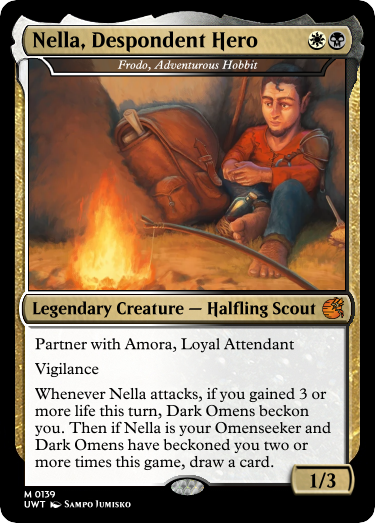 Nella, Despondent Hero
Frodo, Adventurous Hobbit
Legendary Creature — Halfling Scout
Partner with Amora, Loyal Attendant
Vigilance
Whenever Nella attacks, if you gained 3 or
more life this turn, Dark Omens beckon
you. Then if Nella is your Omenseeker and
Dark Omens have beckoned you two or
more times this game, draw a card.
1/3
M 0139
UWT Sampo Jumisko